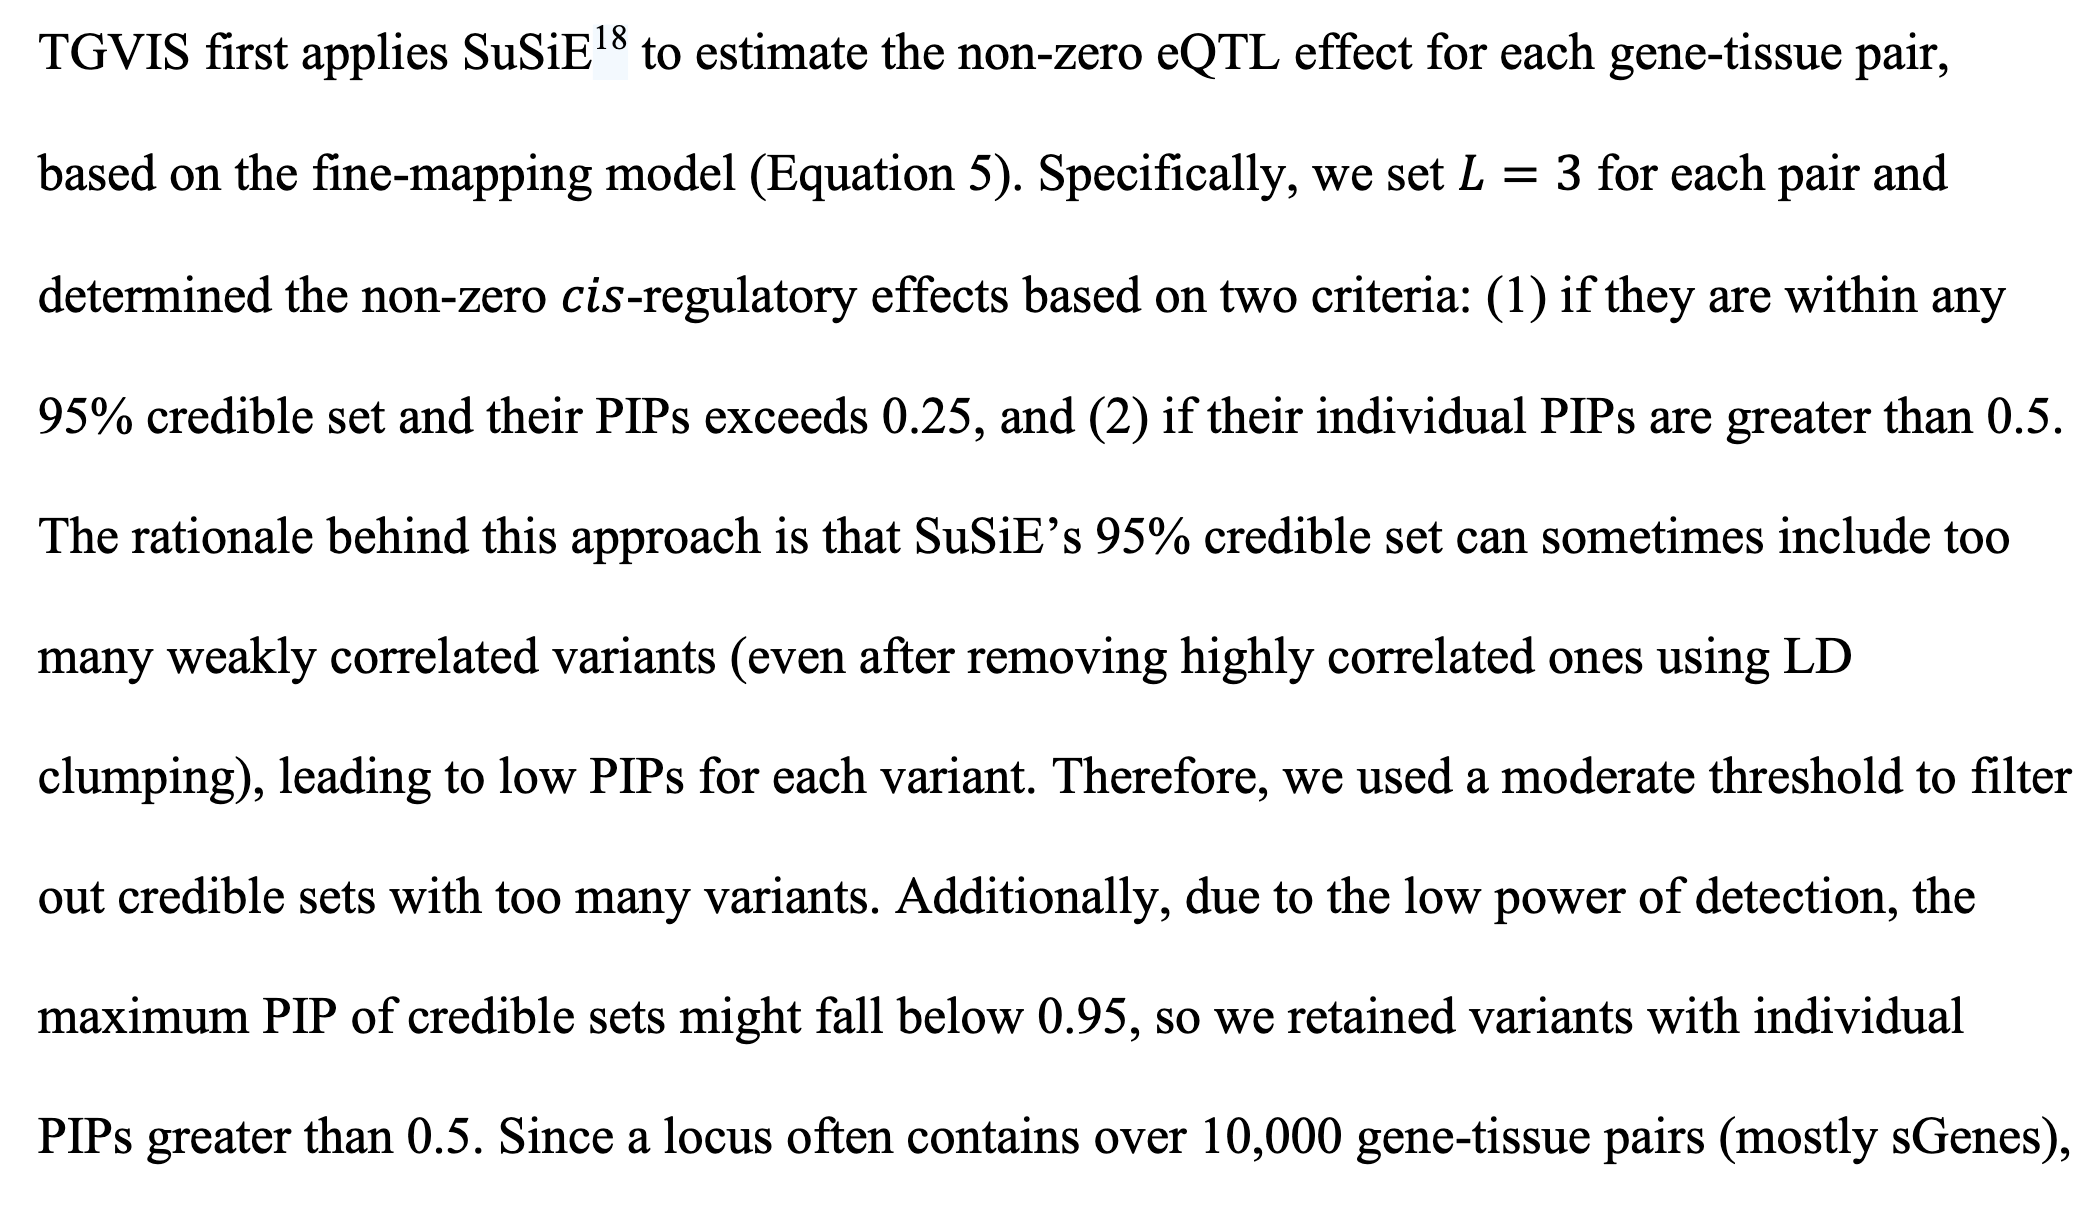 TGVIS first applies SuSiE18 to estimate the non-zero eQTL effect for each gene-tissue pair,
based on the fine-mapping model (Equation 5). Specifically, we set L = 3 for each pair and
determined the non-zero cis-regulatory effects based on two criteria: (1) if they are within any
95% credible set and their PIPs exceeds 0.25, and (2) if their individual PIPs are greater than 0.5.
The rationale behind this approach is that SuSiE’s 95% credible set can sometimes include too
many weakly correlated variants (even after removing highly correlated ones using LD
clumping), leading to low PIPs for each variant. Therefore, we used a moderate threshold to filter
out credible sets with too many variants. Additionally, due to the low power of detection, the
maximum PIP of credible sets might fall below 0.95, so we retained variants with individual
PIPs greater than 0.5. Since a locus often contains over 10,000 gene-tissue pairs (mostly sGenes),